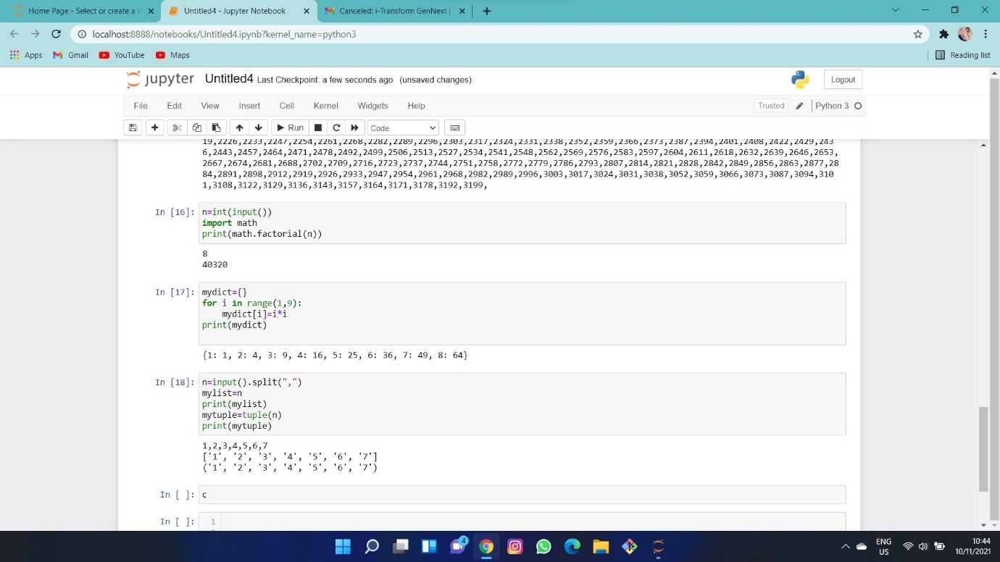 Home Page - Select or create a n
Untitled4 - Jupyter Notebook
Canceled: i-Transform GenNext |
localhost:8888/notebooks/Untitled4.ipynb?kernel_name=python3
Apps
Gmail
YouTube
Maps
Reading list
jupyter
Untitled4 Last Checkpoint: a few seconds ago (unsaved changes)
Logout
File Edit View Insert Cell Kernel Widgets Help
Trusted
Python 3
Run
Code
19,2226,2233,2247,2254,2261,2268,2282,2289,2296,2303,2317,2324,2331,2338,2352,2359,2366,2373,2387,2394,2401,2408,2422,2429,243
6,2443,2457,2464,2471,2478,2492,2499,2506,2513,2527,2534,2541,2548,2562,2569,2576,2583,2597,2604,2611,2618,2632,2639,2646,2653,
2667,2674,2681,2688,2702,2709,2716,2723,2737,2744,2751,2758,2772,2779,2786,2793,2807,2814,2821,2828,2842,2849,2856,2863,2877,28
84,2891,2898,2912,2919,2926,2933,2947,2954,2961,2968,2982,2989,2996,3003,3017,3024,3031,3038,3052,3059,3066,3073,3087,3094,310
1,3108,3122,3129,3136,3143,3157,3164,3171,3178,3192,3199,
In [16]: n=int(input())
import math
print(math.factorial(n))
8
40320
In [17]: mydict={}
for i in range(1,9):
    mydict[i]=i*i
print(mydict)
{1: 1, 2: 4, 3: 9, 4: 16, 5: 25, 6: 36, 7: 49, 8: 64}
In [18]: n=input().split(",")
mylist=n
print(mylist)
mytuple=tuple(n)
print(mytuple)
1,2,3,4,5,6,7
['1', '2', '3', '4', '5', '6', '7']
('1', '2', '3', '4', '5', '6', '7')
In [ ]: c
In [ ]: 1
4
ENG
US
10:44
10/11/2021